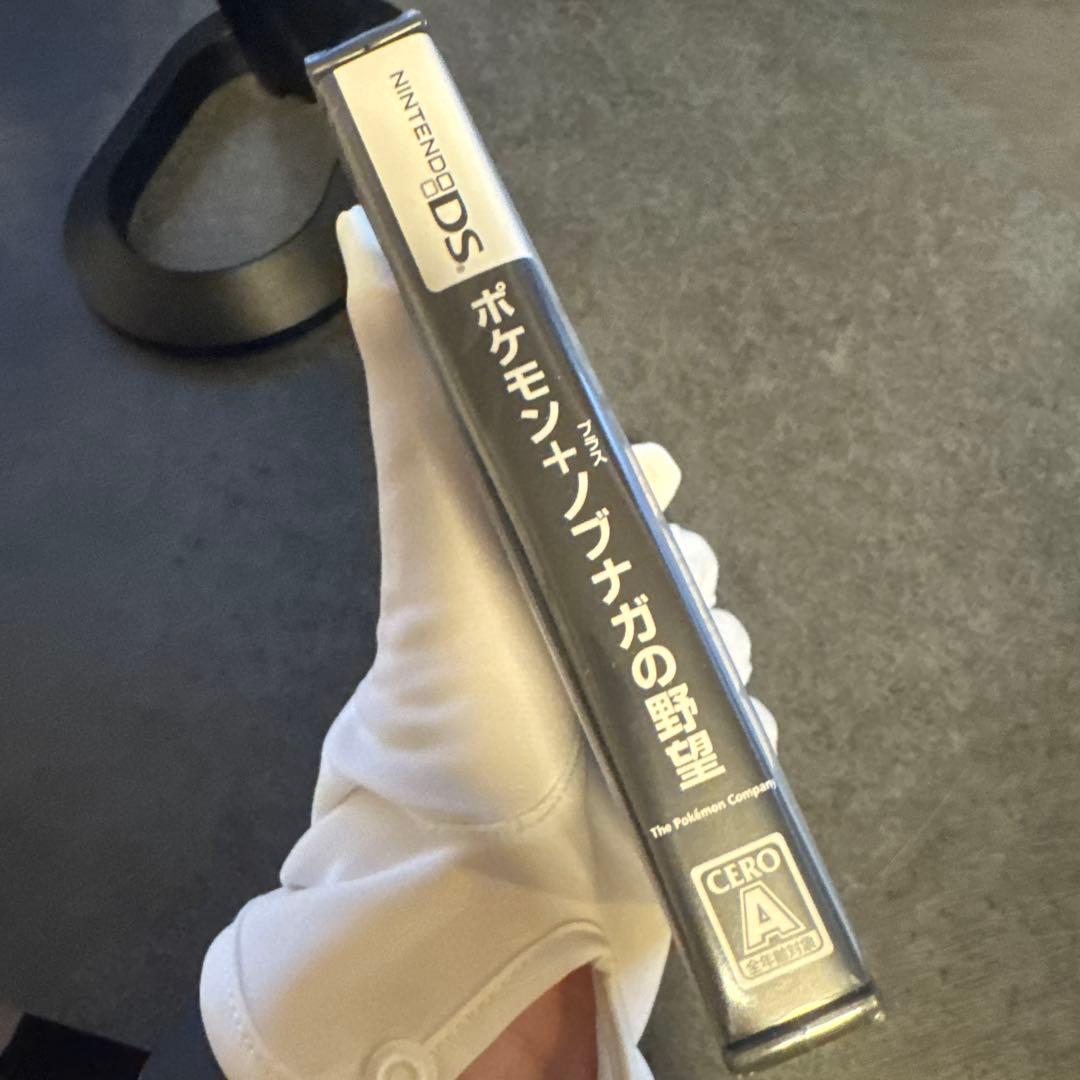 NINTENDO DS
ポケモン+ノブナガの野望
プラス
The Pokémon Company
CERO
A
全年齢対象